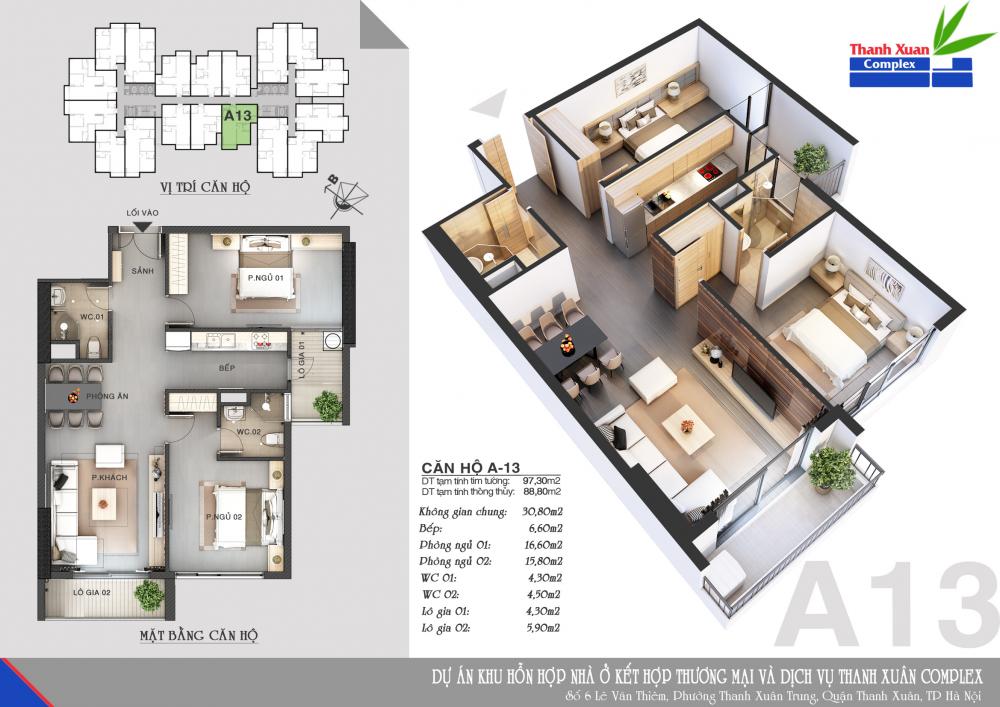 A13
VỊ TRÍ CĂN HỘ
B
LỐI VÀO
SẢNH
P.NGỦ 01
WC.01
LÔ GIA 01
BẾP
PHÒNG ĂN
WC.02
P.KHÁCH
P.NGỦ 02
LÔ GIA 02
MẶT BẰNG CĂN HỘ
Thanh Xuan
Complex
CĂN HỘ A-13
DT tạm tính tim tường: 97,30m2
DT tạm tính thông thủy: 88,80m2
Không gian chung: 30,80m2
Bếp: 6,60m2
Phòng ngủ 01: 16,60m2
Phòng ngủ 02: 15,80m2
WC 01: 4,30m2
WC 02: 4,50m2
Lô gia 01: 4,30m2
Lô gia 02: 5,90m2
A13
DỰ ÁN KHU HỖN HỢP NHÀ Ở KẾT HỢP THƯƠNG MẠI VÀ DỊCH VỤ THANH XUÂN COMPLEX
Số 6 Lê Văn Thiêm, Phường Thanh Xuân Trung, Quận Thanh Xuân, TP Hà Nội